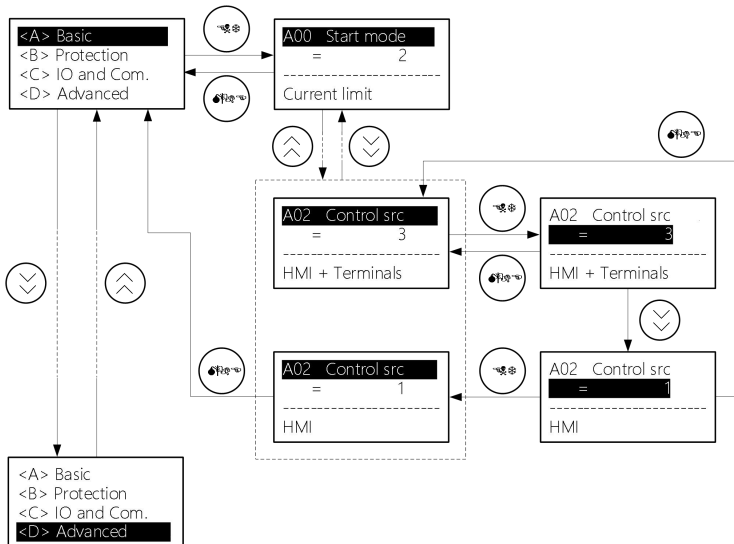 <A> Basic
<B> Protection
<C> IO and Com.
<D> Advanced
A00 Start mode
= 2
Current limit
A02 Control src
= 3
HMI + Terminals
A02 Control src
= 3
HMI + Terminals
A02 Control src
= 1
HMI
A02 Control src
= 1
HMI
<A> Basic
<B> Protection
<C> IO and Com.
<D> Advanced